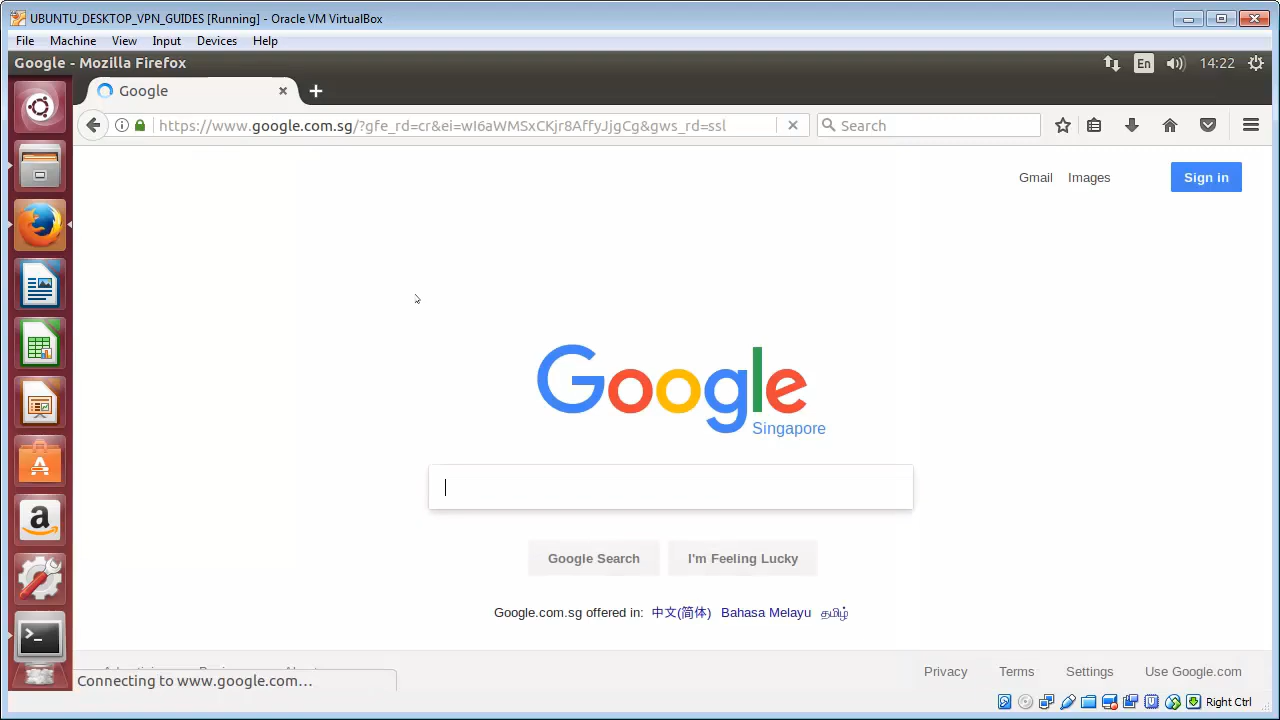 UBUNTU_DESKTOP_VPN_GUIDES [Running] - Oracle VM VirtualBox
File Machine View Input Devices Help
Google - Mozilla Firefox
En
14:22
Google
https://www.google.com.sg/?gfe_rd=cr&ei=wI6aWMSxCKjr8AffyJJgCg&gws_rd=ssl
Search
Gmail Images Sign in
Google
Singapore
Google Search I'm Feeling Lucky
Google.com.sg offered in: 中文(简体) Bahasa Melayu தமிழ்
Privacy Terms Settings Use Google.com
Connecting to www.google.com…
Right Ctrl